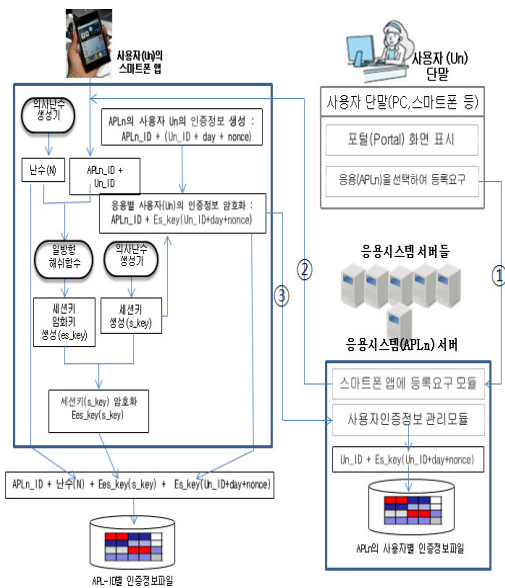 사용자(Un)의
스마트폰 앱
의사난수
생성기
난수(N)
APLn_ID +
Un_ID
APLn의 사용자 Un의 인증정보 생성 :
APLn_ID + (Un_ID + day + nonce)
응용별 사용자(Un)의 인증정보 암호화 :
APLn_ID + Es_key(Un_ID+day+nonce)
일방향
해쉬함수
의사난수
생성기
세션키
암화키
생성(es_key)
세션키
생성(s_key)
세션키(s_key) 암호화
Ees_key(s_key)
APLn_ID + 난수(N) + Ees_key(s_key) + Es_key(Un_ID+day+nonce)
APL-ID별 인증정보파일
사용자 (Un)
단말
사용자 단말(PC,스마트폰 등)
포털(Portal) 화면 표시
응용(APLn)을 선택하여 등록요구
①
②
③
응용시스템 서버들
응용시스템(APLn) 서버
스마트폰 앱에 등록요구 모듈
사용자인증정보 관리모듈
Un_ID + Es_key(Un_ID+day+nonce)
APLn의 사용자별 인증정보파일